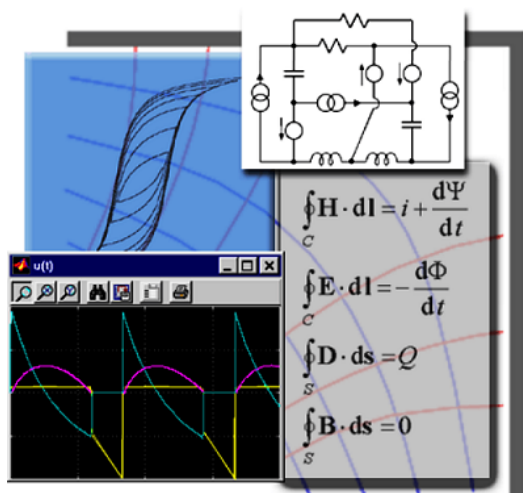 ∮_C H · dl = i + dΨ/dt
∮_C E · dl = − dΦ/dt
∮_S D · ds = Q
∮_S B · ds = 0
u(t)